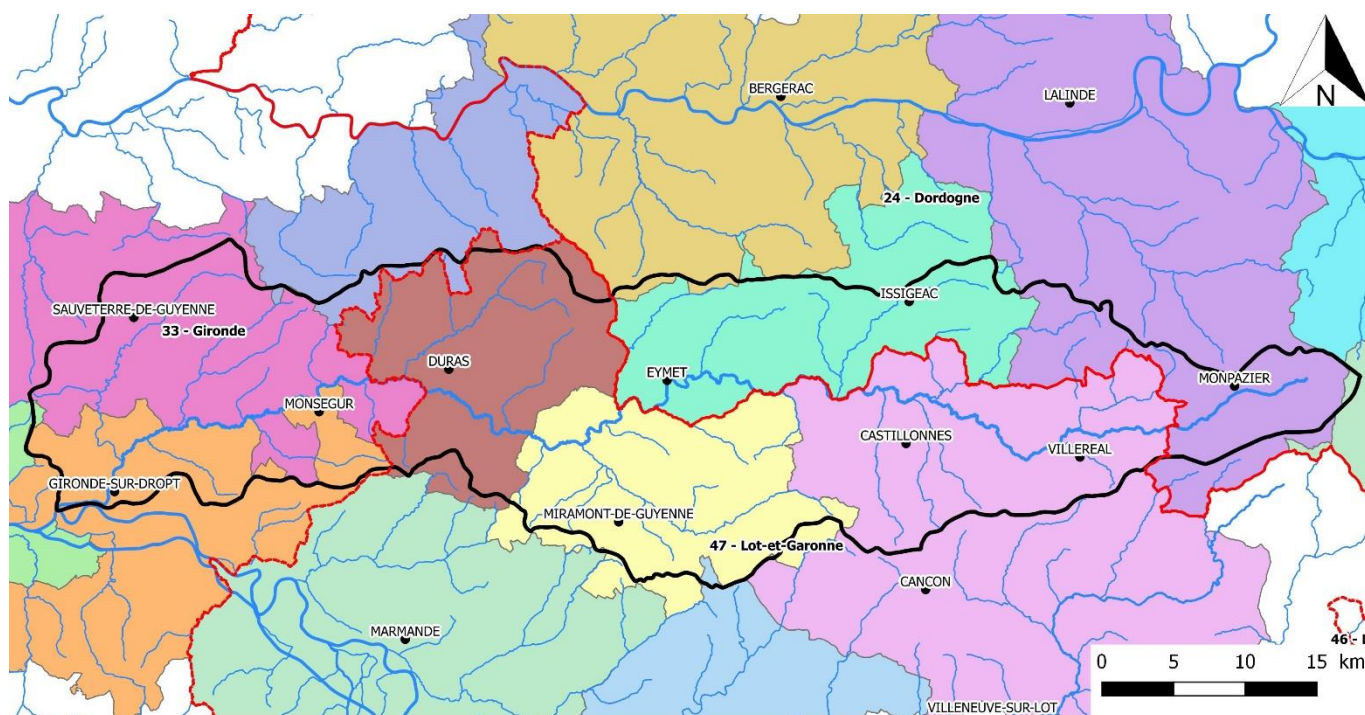 BERGERAC
LALINDE
N
24 - Dordogne
SAUVETERRE-DE-GUYENNE
33 - Gironde
ISSIGEAC
DURAS
EYMET
MONPAZIER
MONSEGUR
CASTILLONNES
VILLEREAL
GIRONDE-SUR-DROPT
MIRAMONT-DE-GUYENNE
47 - Lot-et-Garonne
CANCON
MARMANDE
46 -
0 5 10 15 km
VILLENEUVE-SUR-LOT